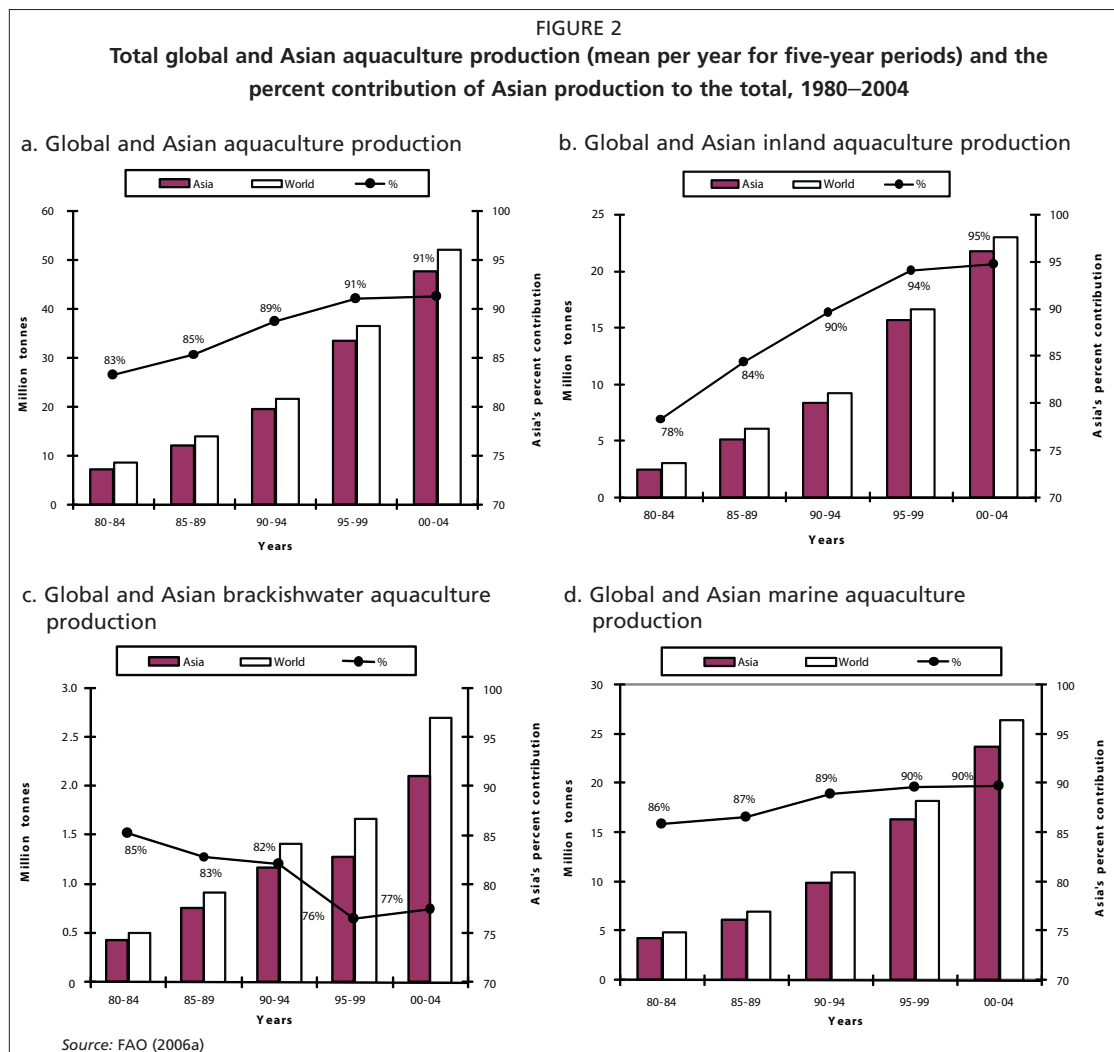 FIGURE 2
Total global and Asian aquaculture production (mean per year for five-year periods) and the
percent contribution of Asian production to the total, 1980–2004
a. Global and Asian aquaculture production
Asia World %
60
50
40
30
20
10
0
Million tonnes
83%
85%
89%
91%
91%
100
95
90
85
80
75
70
Asia's percent contribution
80-84 85-89 90-94 95-99 00-04
Years
b. Global and Asian inland aquaculture production
Asia World %
25
20
15
10
5
0
Million tonnes
78%
84%
90%
94%
95%
100
95
90
85
80
75
70
Asia's percent contribution
80-84 85-89 90-94 95-99 00-04
Years
c. Global and Asian brackishwater aquaculture
production
Asia World %
3.0
2.5
2.0
1.5
1.0
0.5
0
Million tonnes
85%
83%
82%
76%
77%
100
95
90
85
80
75
70
Asia's percent contribution
80-84 85-89 90-94 95-99 00-04
Years
d. Global and Asian marine aquaculture
production
Asia World %
30
25
20
15
10
5
0
Million tonnes
86%
87%
89%
90%
90%
100
95
90
85
80
75
70
Asia's percent contribution
80-84 85-89 90-94 95-99 00-04
Years
Source: FAO (2006a)